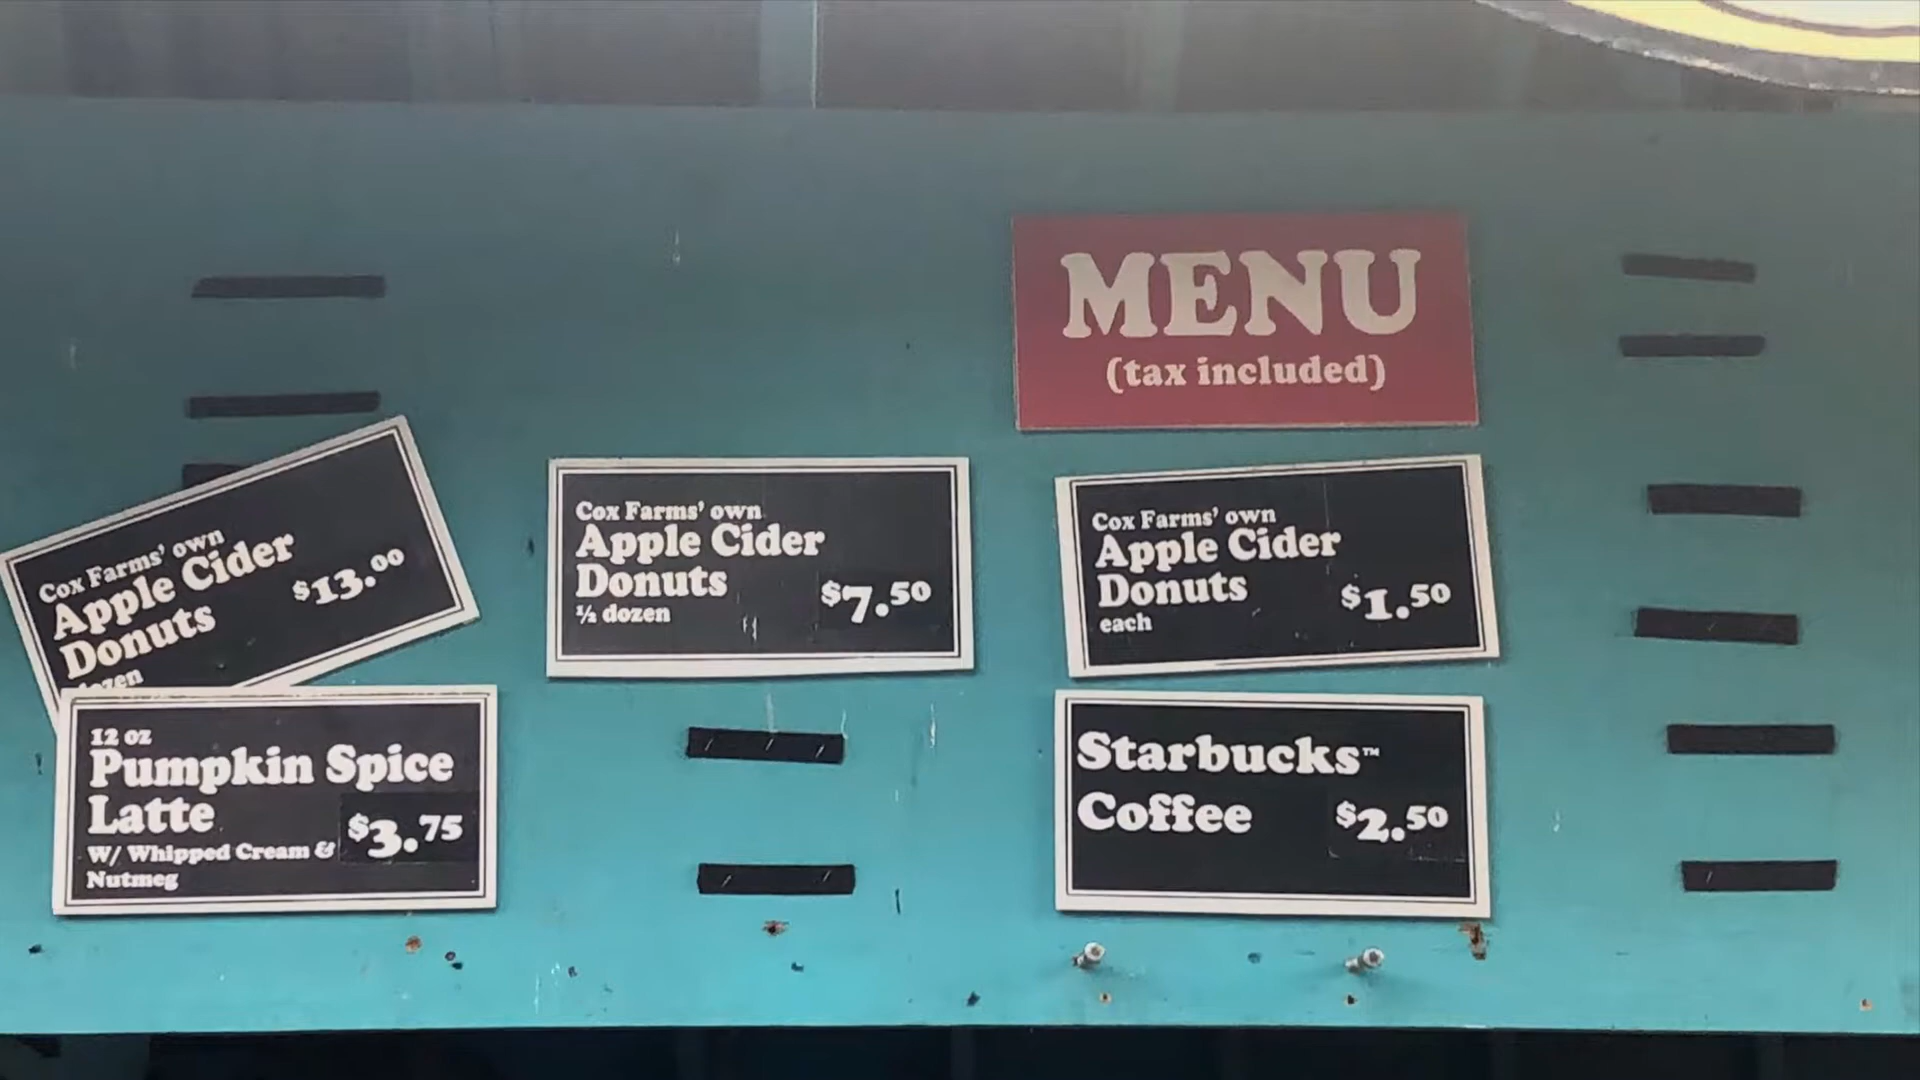 MENU
(tax included)
Cox Farms' own
Apple Cider
Donuts
$13.00
dozen
Cox Farms' own
Apple Cider
Donuts
$7.50
½ dozen
Cox Farms' own
Apple Cider
Donuts
$1.50
each
12 oz
Pumpkin Spice
Latte
$3.75
W/ Whipped Cream &
Nutmeg
Starbucks™
Coffee $2.50